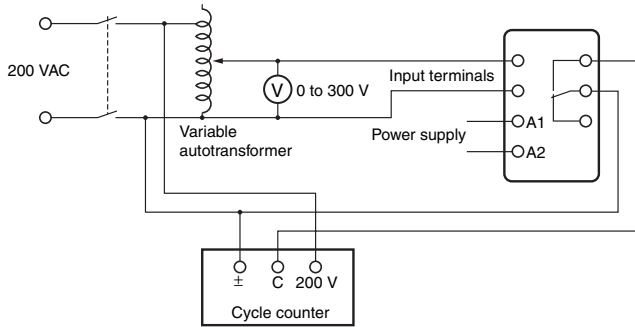 200 VAC
V
0 to 300 V
Input terminals
Variable
autotransformer
Power supply
A1
A2
± C 200 V
Cycle counter